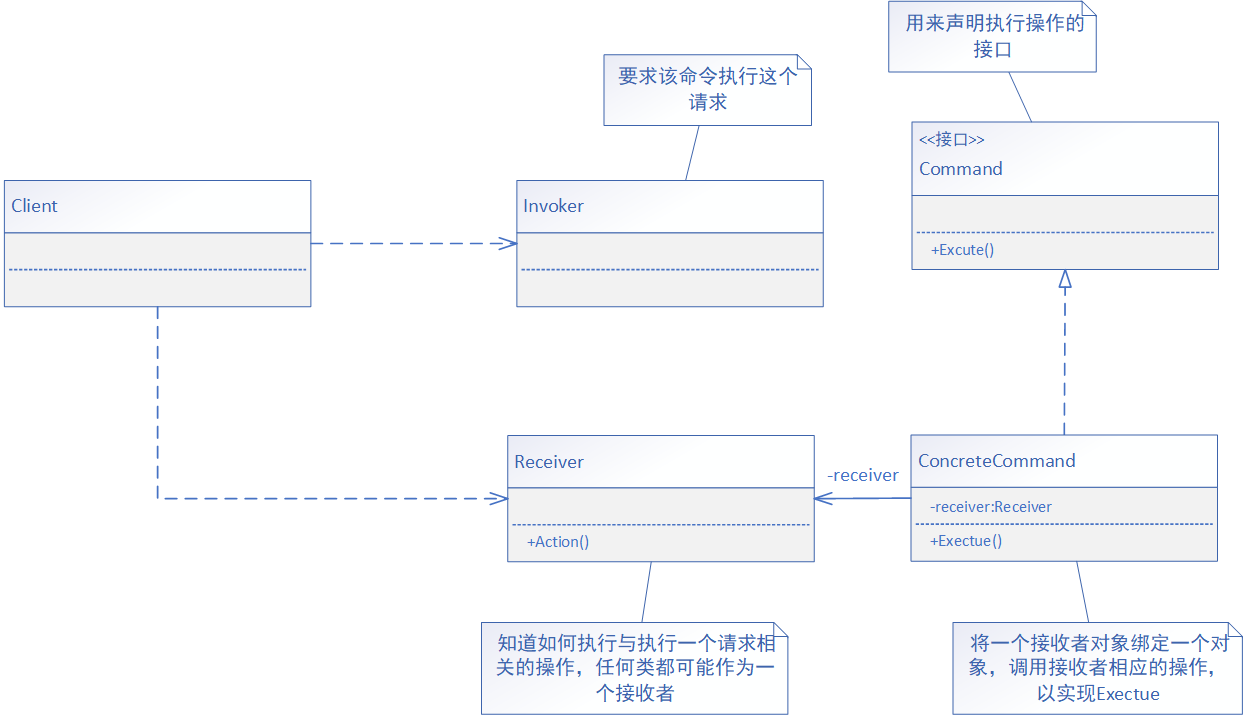 用来声明执行操作的
接口
要求该命令执行这个
请求
<<接口>>
Command
+Excute()
Client
Invoker
Receiver
+Action()
-receiver
ConcreteCommand
-receiver:Receiver
+Exectue()
知道如何执行与执行一个请求相
关的操作，任何类都可能作为一
个接收者
将一个接收者对象绑定一个对
象，调用接收者相应的操作，
以实现Exectue